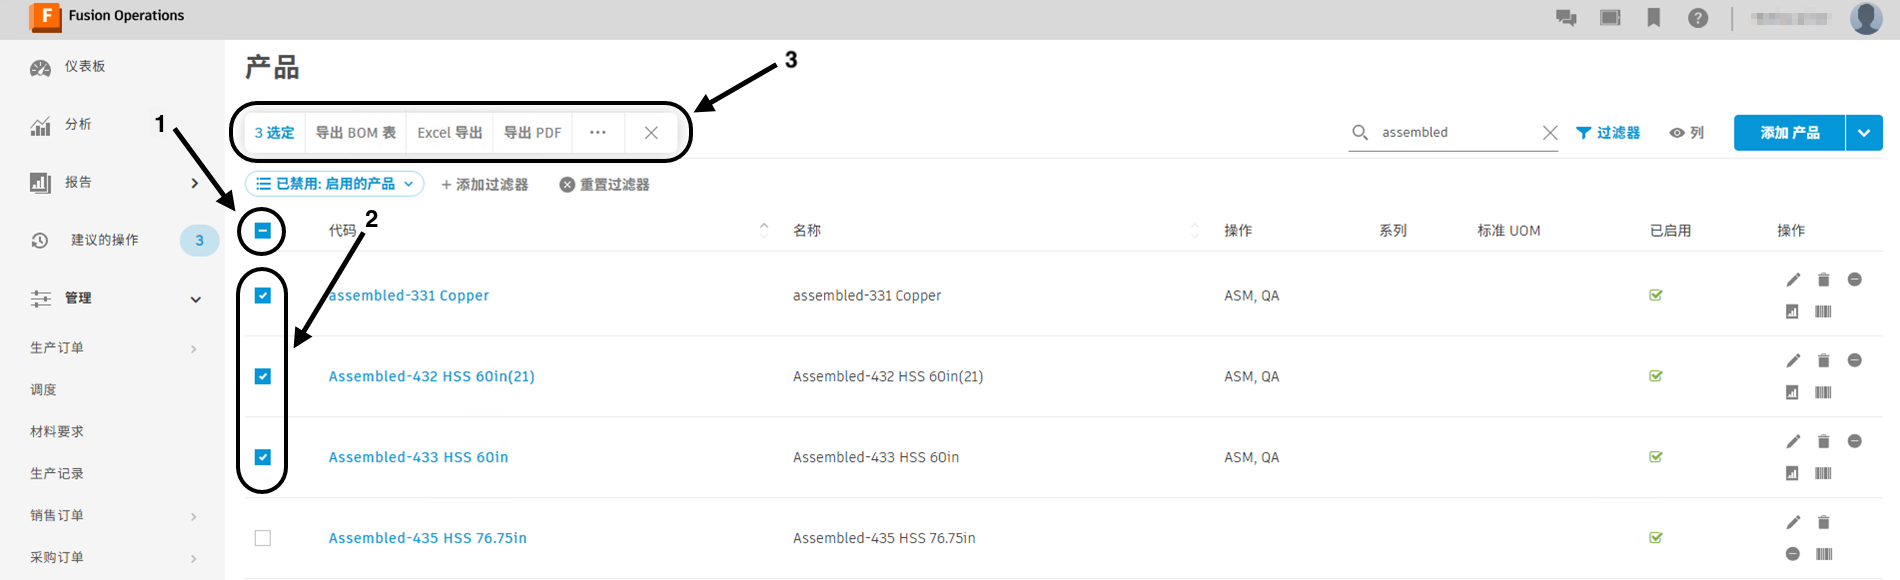 Fusion Operations
仪表板
分析
报告
建议的操作 3
管理
生产订单
调度
材料要求
生产记录
销售订单
采购订单
产品
1
2
3
3 选定 导出 BOM 表 Excel 导出 导出 PDF ...
assembled 过滤器 列 添加 产品
已禁用: 启用的产品 + 添加过滤器 重置过滤器
代码 名称 操作 系列 标准 UOM 已启用 操作
assembled-331 Copper assembled-331 Copper ASM, QA
Assembled-432 HSS 60in(21) Assembled-432 HSS 60in(21) ASM, QA
Assembled-433 HSS 60in Assembled-433 HSS 60in ASM, QA
Assembled-435 HSS 76.75in Assembled-435 HSS 76.75in